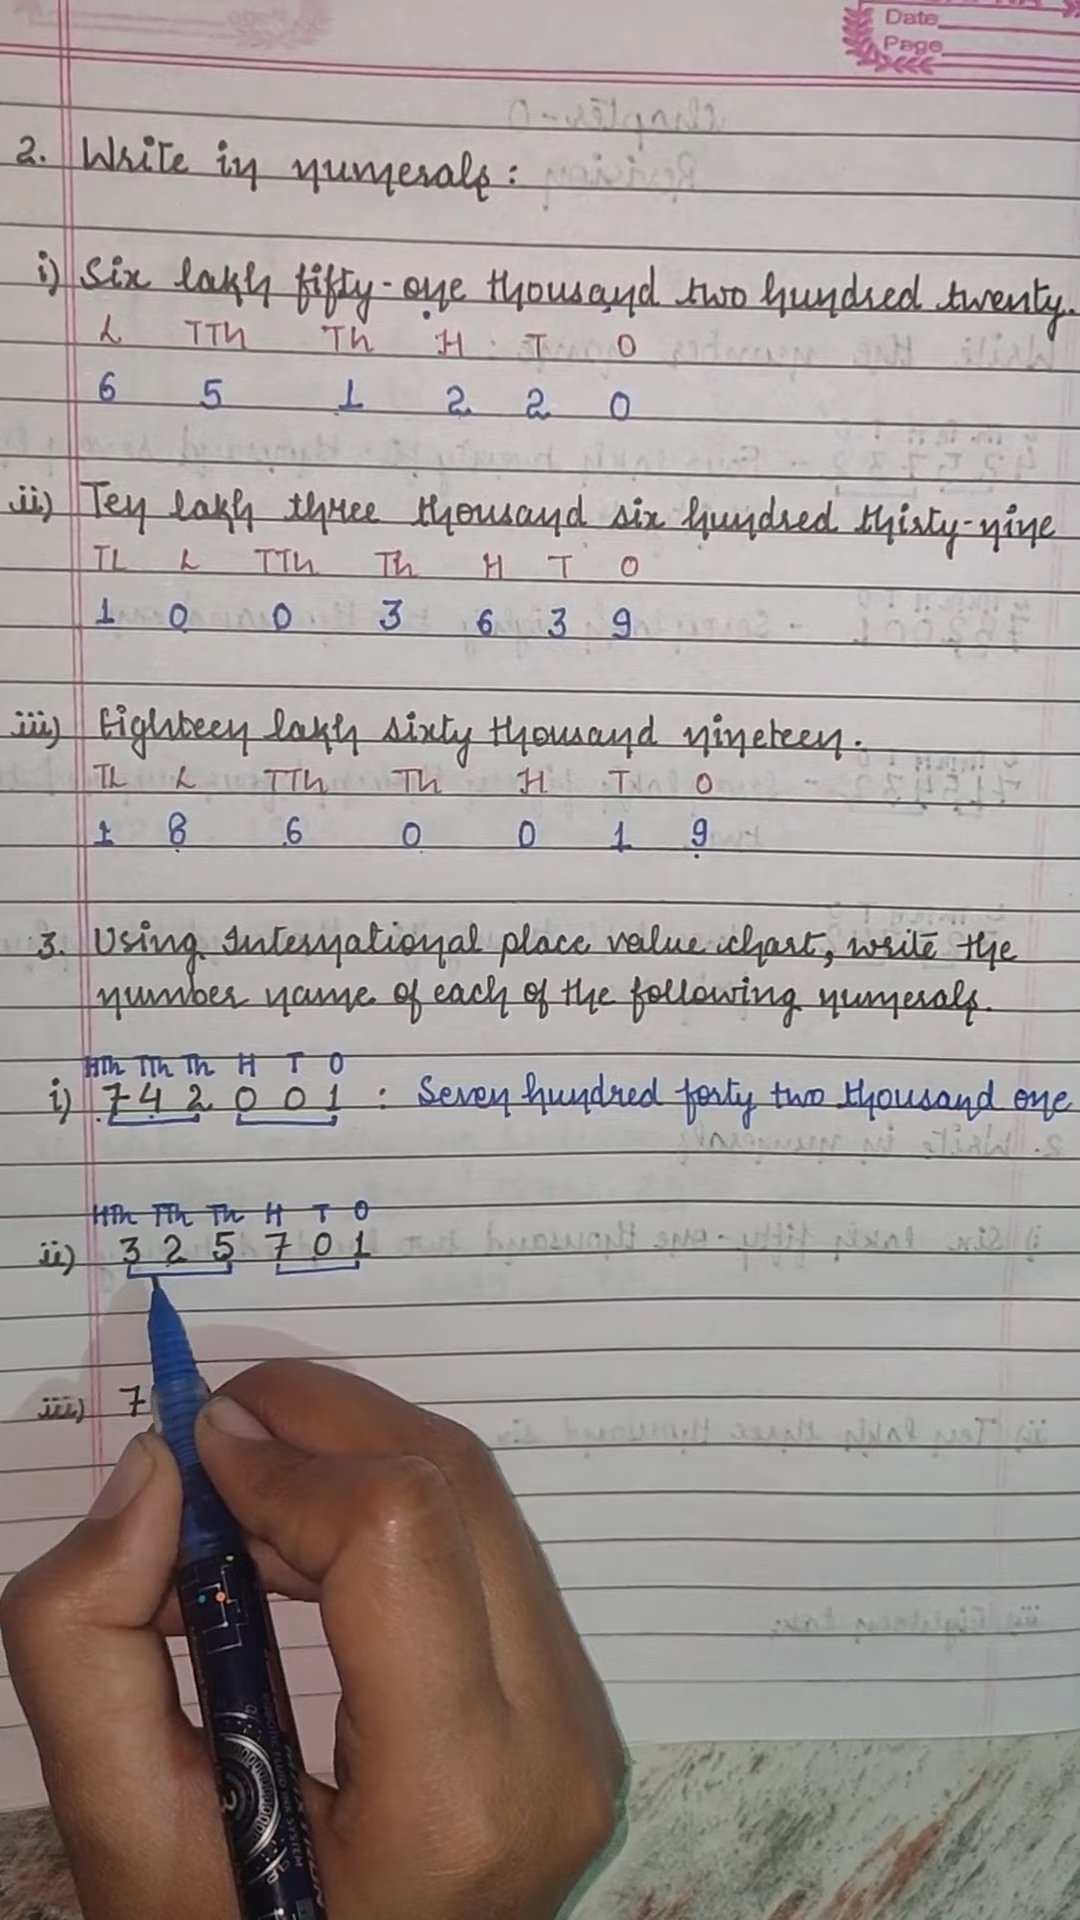 Date
Page
2. Write in numerals:
i) Six lakh fifty-one thousand two hundred twenty.
L TTh Th H T O
6 5 1 2 2 0
ii) Ten lakh three thousand six hundred thirty-nine
TL L TTh Th H T O
1 0 0 3 6 3 9
iii) Eighteen lakh sixty thousand nineteen.
TL L TTh Th H T O
1 8 6 0 0 1 9
3. Using International place value chart, write the
number name of each of the following numerals.
HTh TTh Th H T O
i) 742 001 : Seven hundred forty two thousand one
HTh TTh Th H T O
ii) 325 701
iii) 7